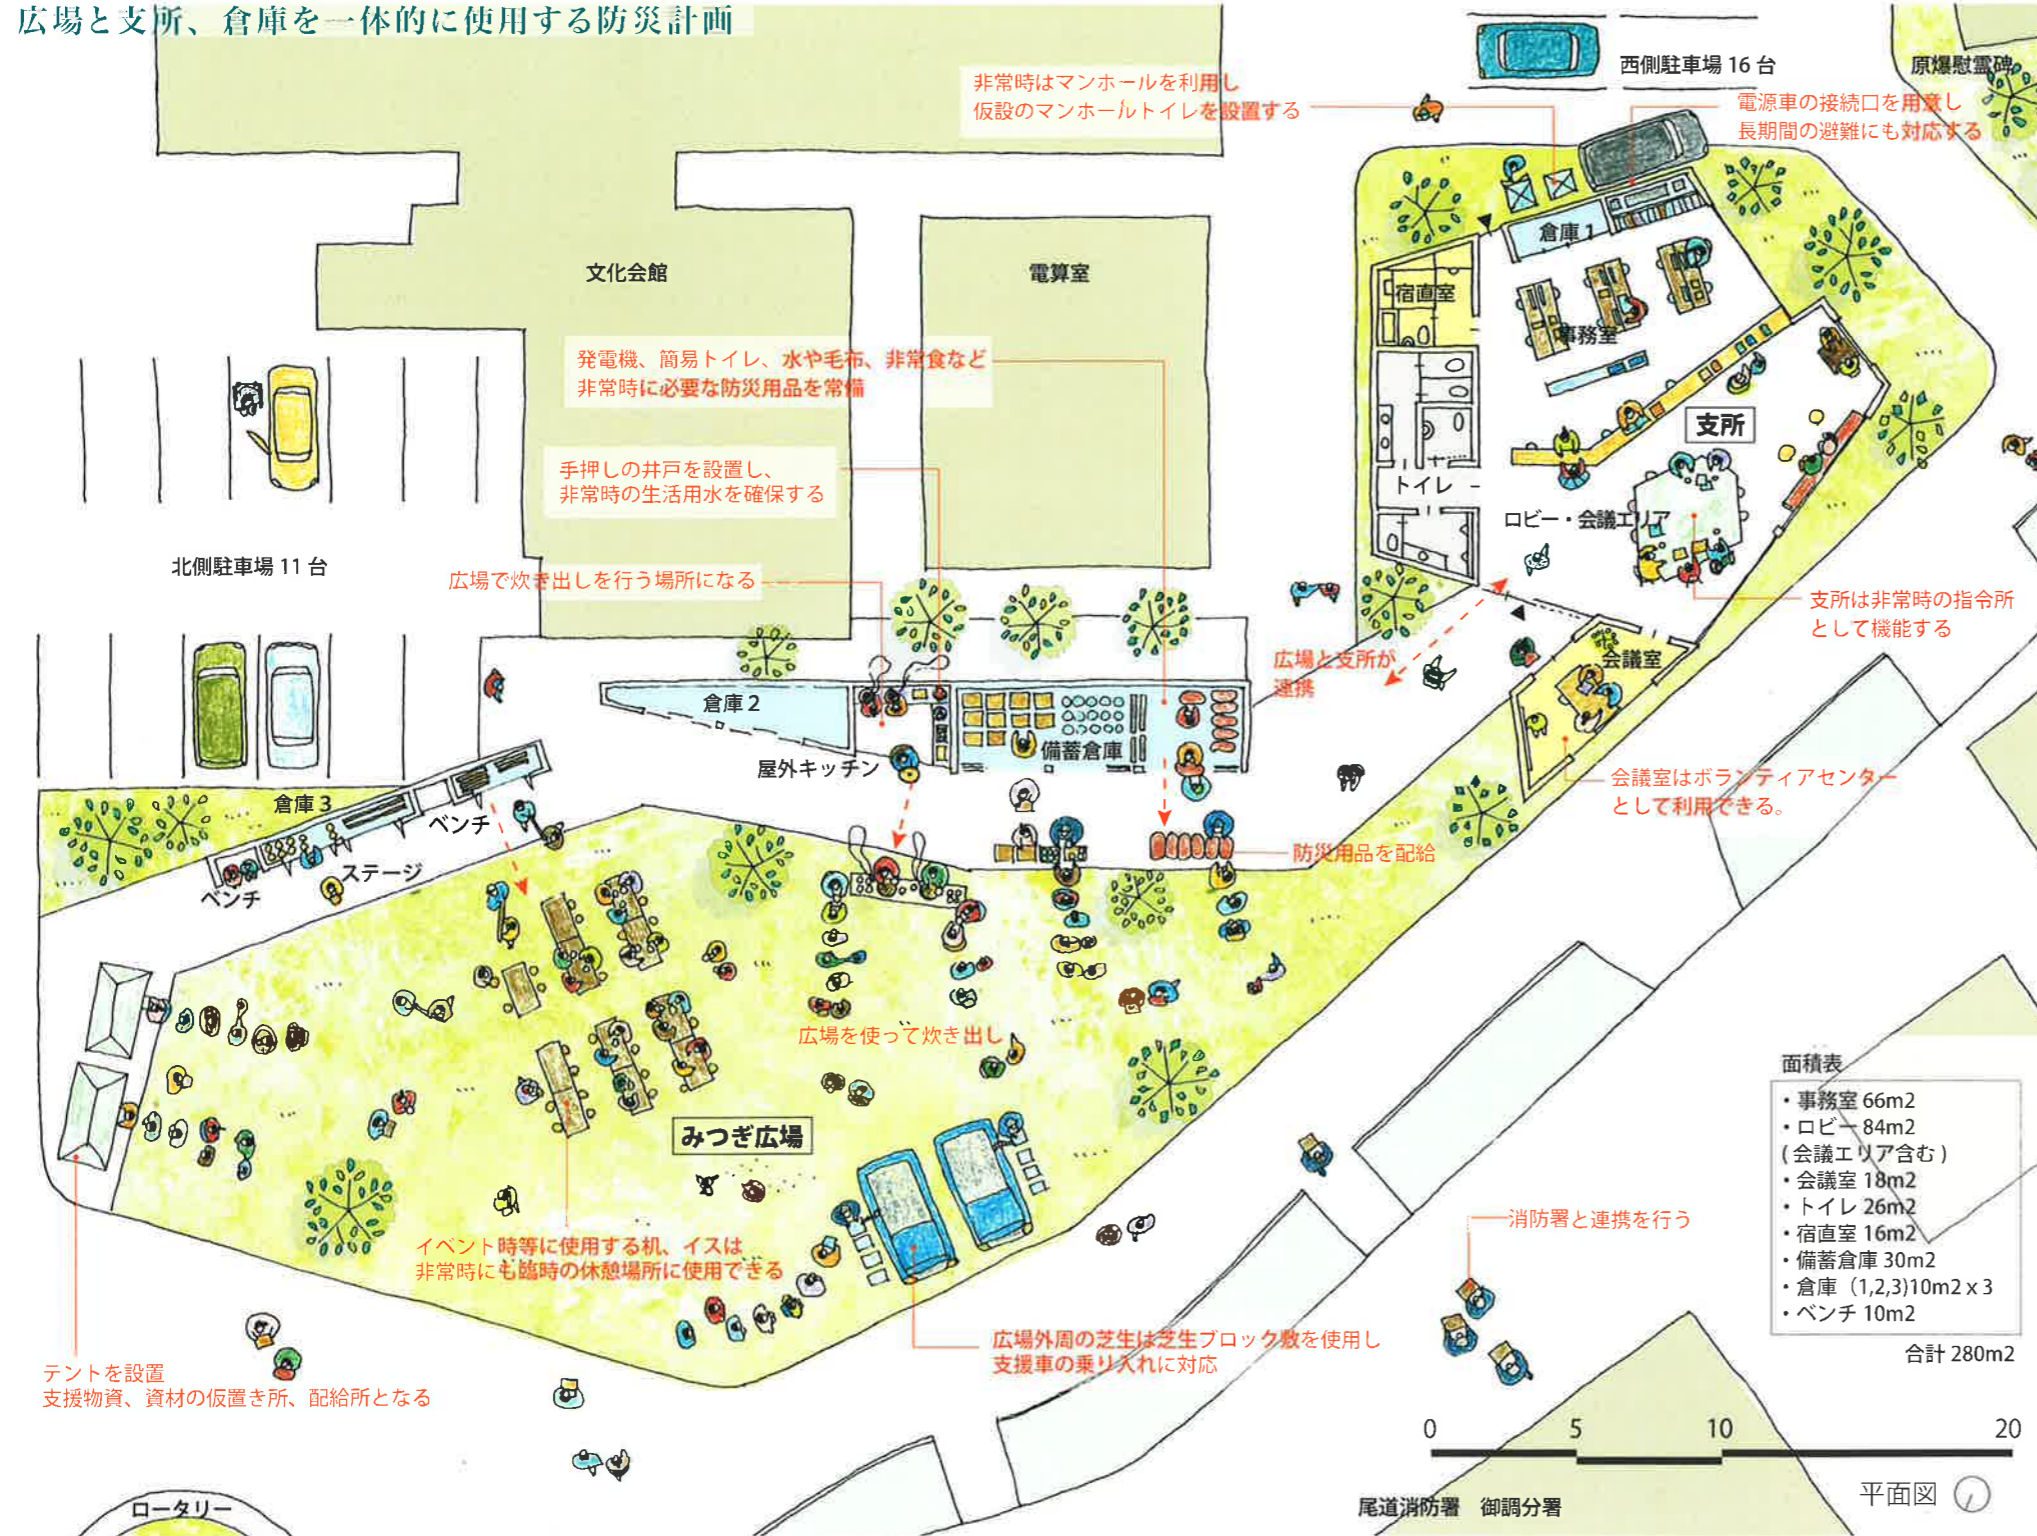 広場と支所、倉庫を一体的に使用する防災計画
非常時はマンホールを利用し
仮設のマンホールトイレを設置する
西側駐車場 16 台
原爆慰霊碑
電源車の接続口を用意し
長期間の避難にも対応する
倉庫 1
文化会館
電算室
宿直室
事務室
発電機、簡易トイレ、水や毛布、非常食など
非常時に必要な防災用品を常備
支所
手押しの井戸を設置し、
非常時の生活用水を確保する
トイレ
ロビー・会議エリア
北側駐車場 11 台
広場で炊き出しを行う場所になる
支所は非常時の指令所
として機能する
広場と支所が
連携
会議室
倉庫 2
備蓄倉庫
屋外キッチン
会議室はボランティアセンター
として利用できる。
倉庫 3
ベンチ
防災用品を配給
ステージ
ベンチ
広場を使って炊き出し
みつぎ広場
面積表
・事務室 66m2
・ロビー 84m2
( 会議エリア含む )
・会議室 18m2
・トイレ 26m2
・宿直室 16m2
・備蓄倉庫 30m2
・倉庫（1,2,3)10m2 x 3
・ベンチ 10m2
合計 280m2
消防署と連携を行う
イベント時等に使用する机、イスは
非常時にも臨時の休憩場所に使用できる
広場外周の芝生は芝生ブロック敷を使用し
支援車の乗り入れに対応
テントを設置
支援物資、資材の仮置き所、配給所となる
0 5 10 20
平面図
尾道消防署　御調分署
ロータリー